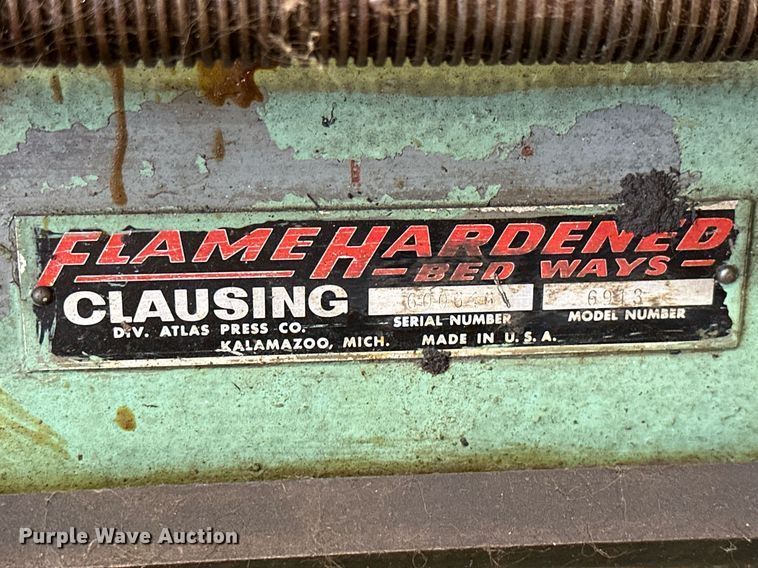 FLAME HARDENED
— BED WAYS —
CLAUSING 6913
DIV. ATLAS PRESS CO. SERIAL NUMBER MODEL NUMBER
KALAMAZOO, MICH. MADE IN U. S. A.
Purple Wave Auction